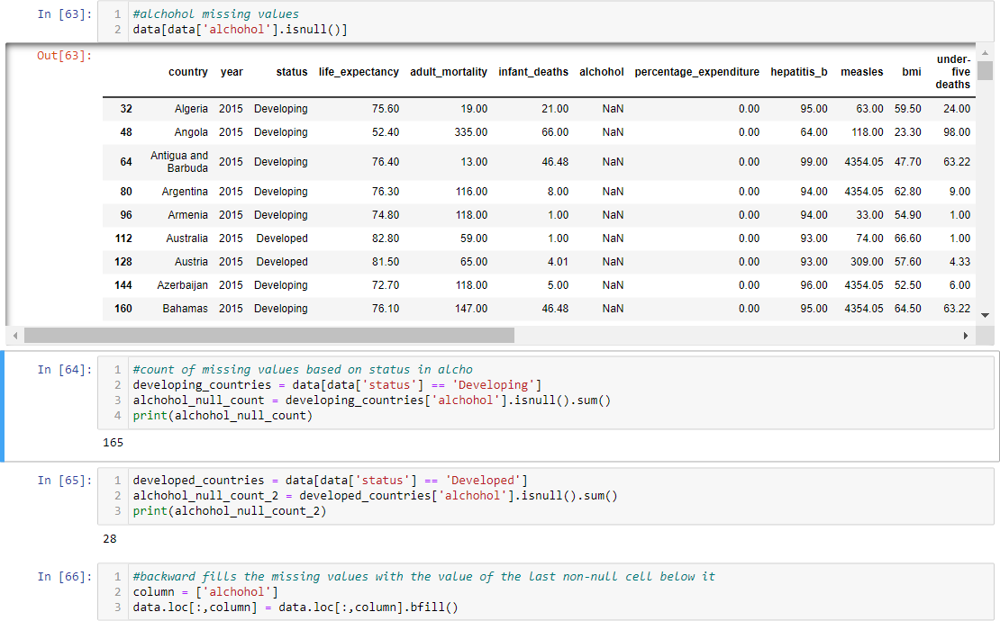 In [63]:
1 #alchohol missing values
2 data[data['alchohol'].isnull()]
Out[63]:
country year status life_expectancy adult_mortality infant_deaths alchohol percentage_expenditure hepatitis_b measles bmi under-five deaths
32 Algeria 2015 Developing 75.60 19.00 21.00 NaN 0.00 95.00 63.00 59.50 24.00
48 Angola 2015 Developing 52.40 335.00 66.00 NaN 0.00 64.00 118.00 23.30 98.00
64 Antigua and Barbuda 2015 Developing 76.40 13.00 46.48 NaN 0.00 99.00 4354.05 47.70 63.22
80 Argentina 2015 Developing 76.30 116.00 8.00 NaN 0.00 94.00 4354.05 62.80 9.00
96 Armenia 2015 Developing 74.80 118.00 1.00 NaN 0.00 94.00 33.00 54.90 1.00
112 Australia 2015 Developed 82.80 59.00 1.00 NaN 0.00 93.00 74.00 66.60 1.00
128 Austria 2015 Developed 81.50 65.00 4.01 NaN 0.00 93.00 309.00 57.60 4.33
144 Azerbaijan 2015 Developing 72.70 118.00 5.00 NaN 0.00 96.00 4354.05 52.50 6.00
160 Bahamas 2015 Developing 76.10 147.00 46.48 NaN 0.00 95.00 4354.05 64.50 63.22
In [64]:
1 #count of missing values based on status in alcho
2 developing_countries = data[data['status'] == 'Developing']
3 alchohol_null_count = developing_countries['alchohol'].isnull().sum()
4 print(alchohol_null_count)
165
In [65]:
1 developed_countries = data[data['status'] == 'Developed']
2 alchohol_null_count_2 = developed_countries['alchohol'].isnull().sum()
3 print(alchohol_null_count_2)
28
In [66]:
1 #backward fills the missing values with the value of the last non-null cell below it
2 column = ['alchohol']
3 data.loc[:,column] = data.loc[:,column].bfill()